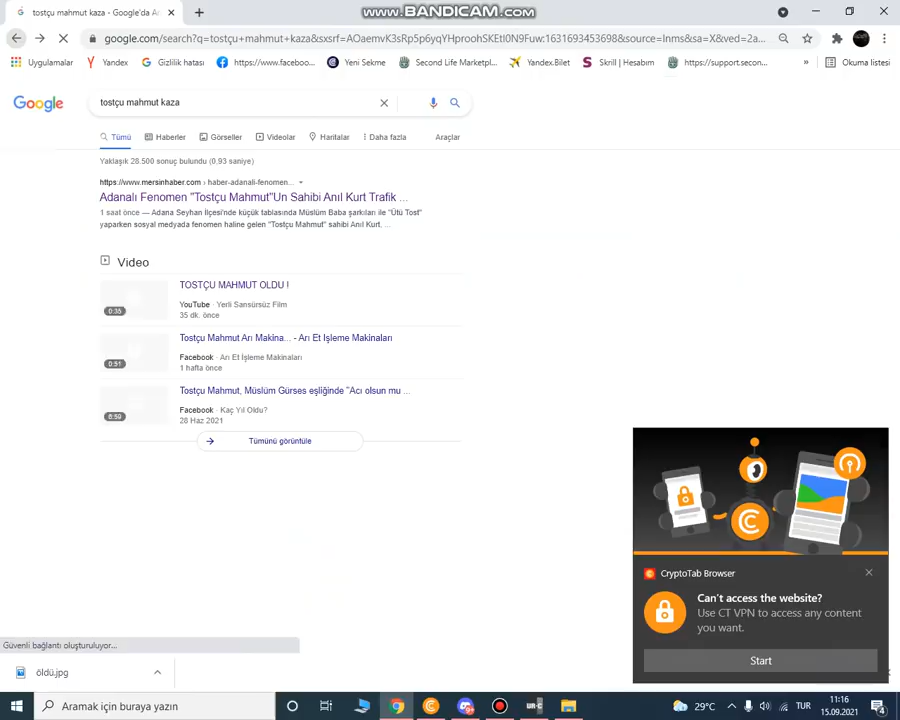 www.BANDICAM.com
tostçu mahmut kaza - Google'da Ar
google.com/search?q=tostçu+mahmut+kaza&sxsrf=AOaemvK3sRp5p6yqYHproohSKEtl0N9Fuw:1631693453698&source=lnms&sa=X&ved=2a...
Uygulamalar
Yandex
Gizlilik hatası
https://www.faceboo...
Yeni Sekme
Second Life Marketpl...
Yandex.Bilet
Skrill | Hesabım
https://support.secon...
»
Okuma listesi
Google
tostçu mahmut kaza
Tümü
Haberler
Görseller
Videolar
Haritalar
Daha fazla
Araçlar
Yaklaşık 28.500 sonuç bulundu (0,93 saniye)
https://www.mersinhaber.com › haber-adanali-fenomen...
Adanalı Fenomen "Tostçu Mahmut"Un Sahibi Anıl Kurt Trafik ...
1 saat önce — Adana Seyhan İlçesi'nde küçük tablasında Müslüm Baba şarkıları ile "Ütü Tost"
yaparken sosyal medyada fenomen haline gelen "Tostçu Mahmut" sahibi Anıl Kurt. ...
Video
TOSTÇU MAHMUT OLDU !
YouTube · Yerli Sansürsüz Film
0:35
35 dk. önce
Tostçu Mahmut Arı Makina... - Arı Et İşleme Makinaları
Facebook · Arı Et İşleme Makinaları
0:51
1 hafta önce
Tostçu Mahmut, Müslüm Gürses eşliğinde "Acı olsun mu ...
Facebook · Kaç Yıl Oldu?
6:59
28 Haz 2021
Tümünü görüntüle
CryptoTab Browser
Can't access the website?
Use CT VPN to access any content
you want.
Start
Güvenli bağlantı oluşturuluyor...
öldü.jpg
Aramak için buraya yazın
29°C
TUR
11:16
15.09.2021
4